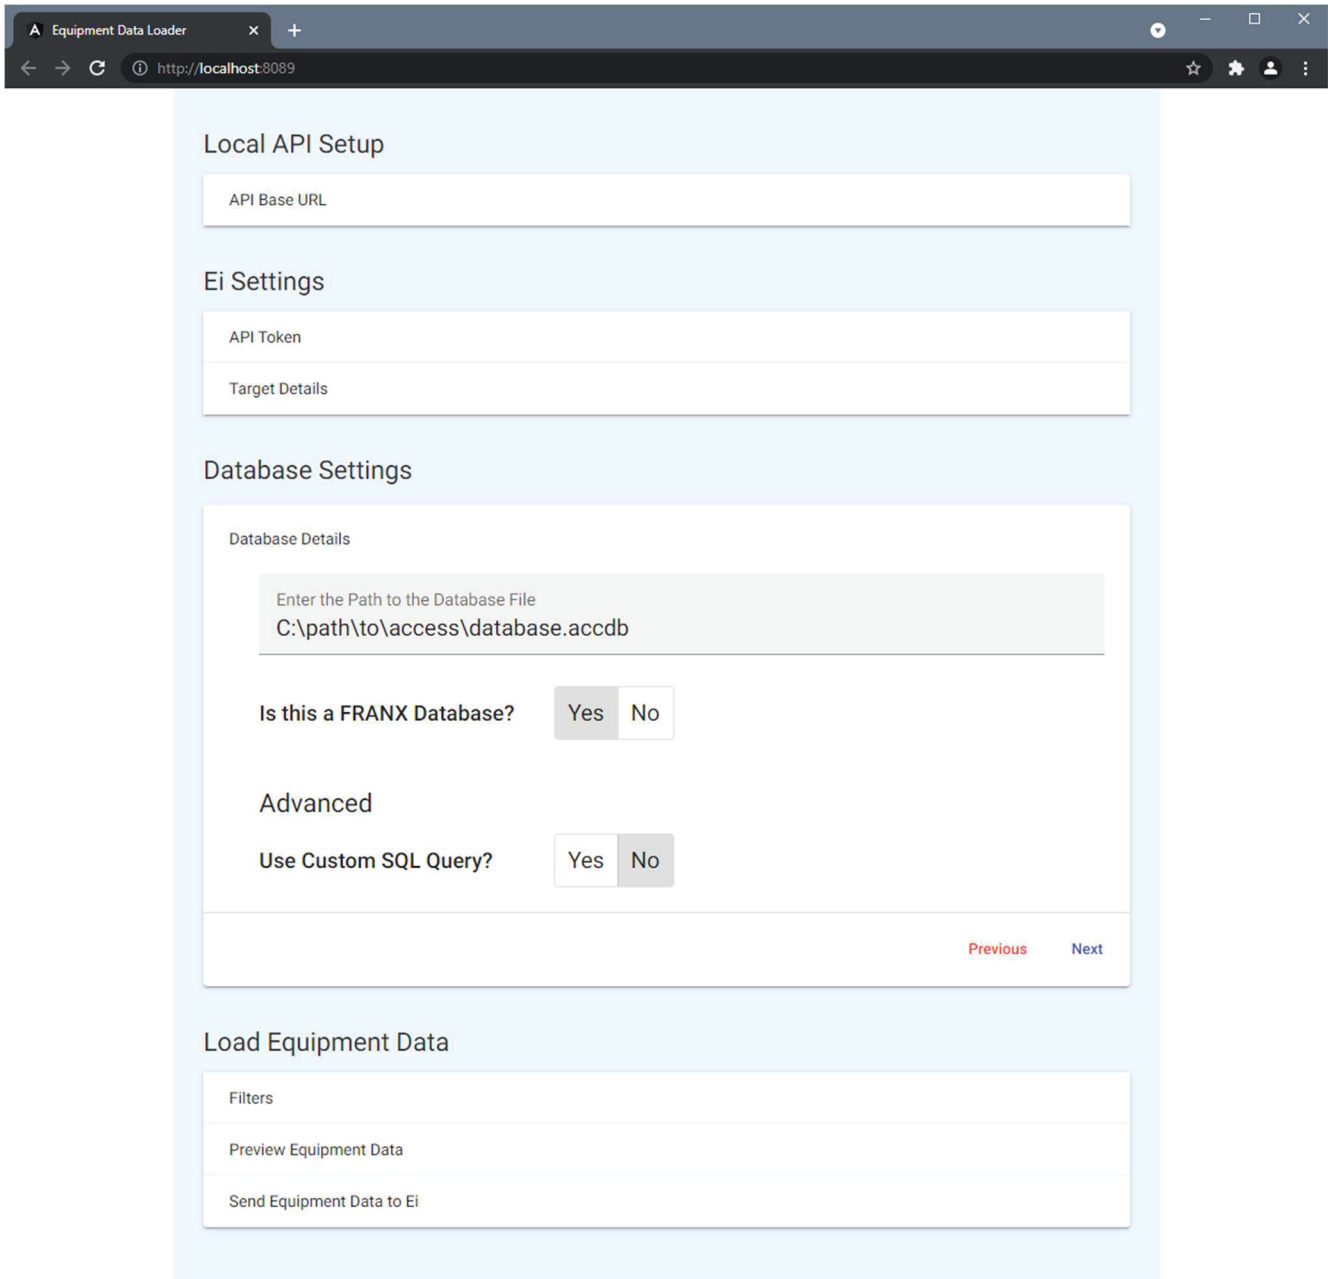 Equipment Data Loader
http://localhost:8089
Local API Setup
API Base URL
Ei Settings
API Token
Target Details
Database Settings
Database Details
Enter the Path to the Database File
C:\path\to\access\database.accdb
Is this a FRANX Database? Yes No
Advanced
Use Custom SQL Query? Yes No
Previous Next
Load Equipment Data
Filters
Preview Equipment Data
Send Equipment Data to Ei